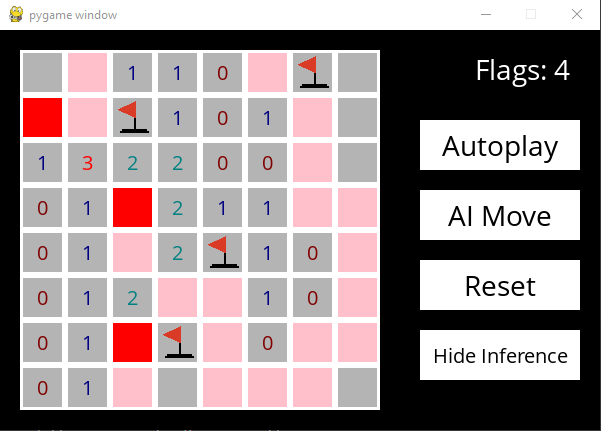 pygame window
Flags: 4
1 1 0
1 0 1
Autoplay
1 3 2 2 0 0
0 1 2 1 1
AI Move
0 1 2 1 0
0 1 2 1 0
Reset
0 1 0
Hide Inference
0 1